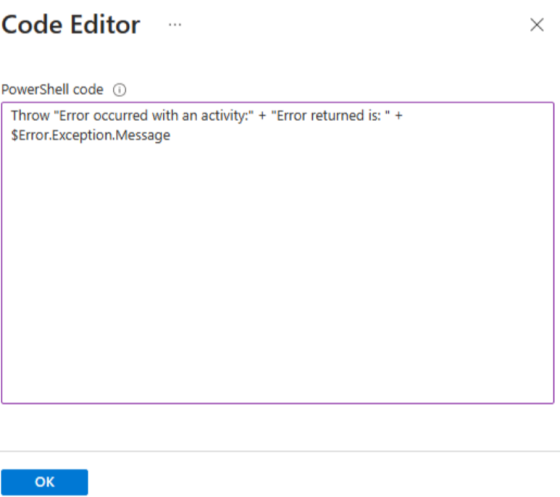 Code Editor ...
PowerShell code
Throw "Error occurred with an activity:" + "Error returned is: " +
$Error.Exception.Message
OK